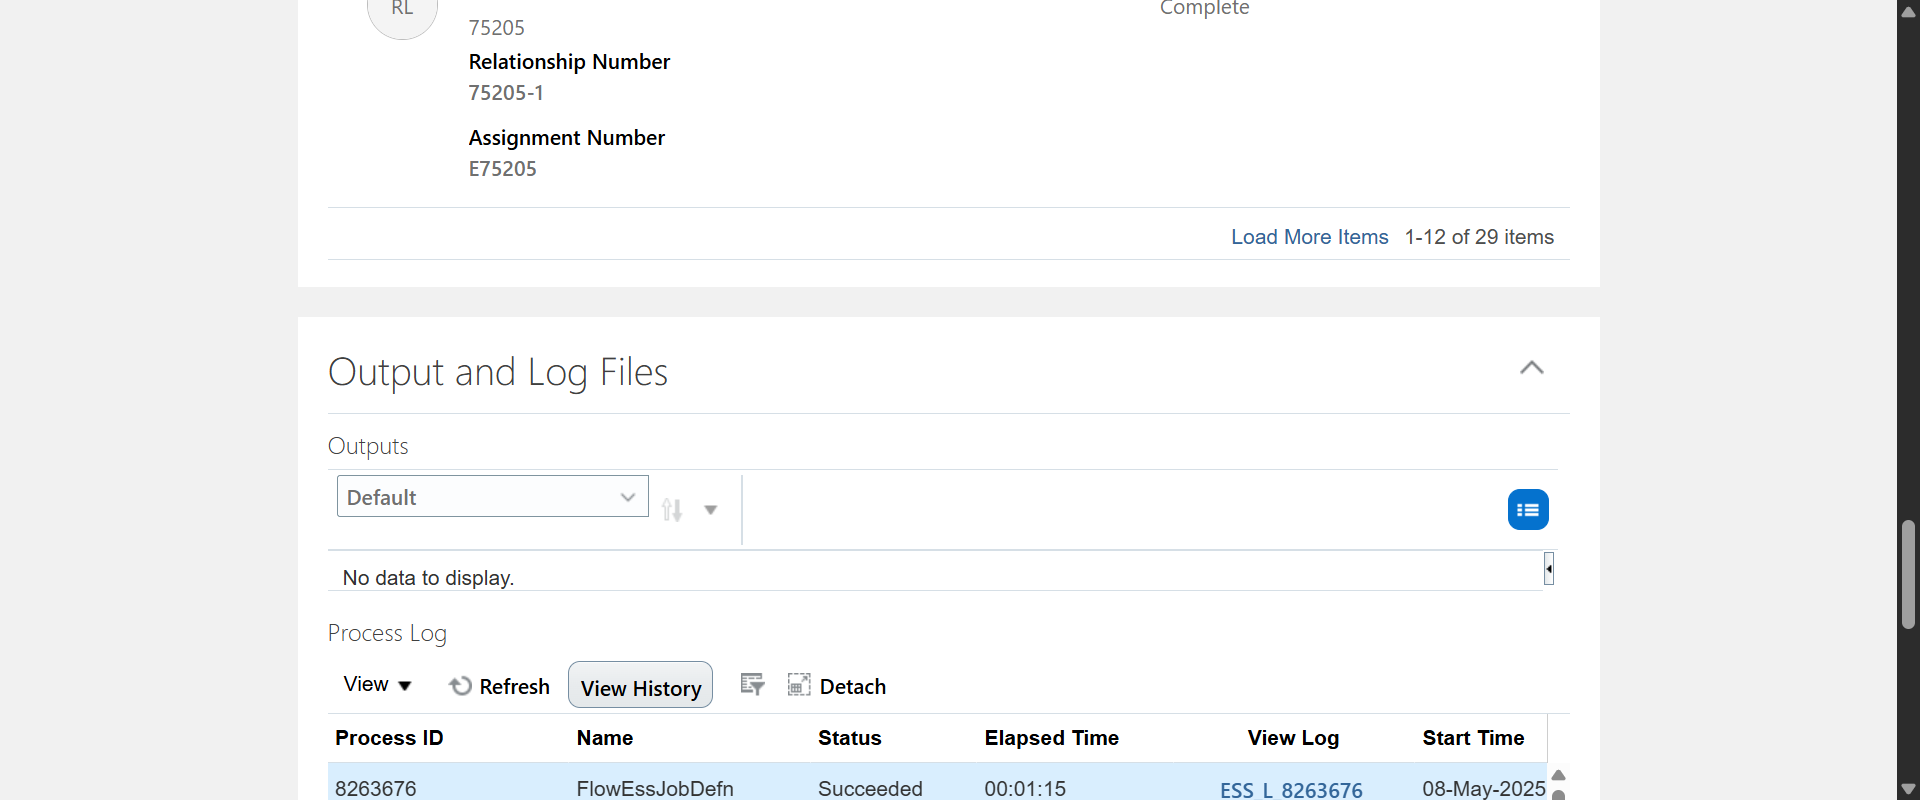 RL
Complete
75205
Relationship Number
75205-1
Assignment Number
E75205
Load More Items 1-12 of 29 items
Output and Log Files
Outputs
Default
No data to display.
Process Log
View Refresh View History Detach
Process ID Name Status Elapsed Time View Log Start Time
8263676 FlowEssJobDefn Succeeded 00:01:15 ESS_L_8263676 08-May-2025